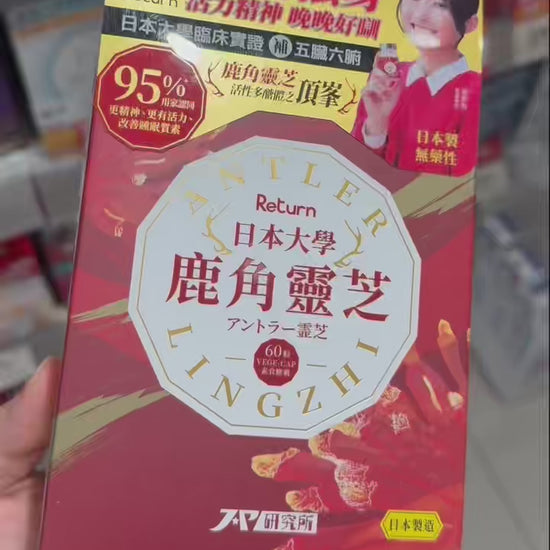 Return 活力精神 晚晚好瞓
日本大學臨床實證 補 五臟六腑
95%
用家認同
更精神、更有活力、
改善睡眠質素
鹿角靈芝
活性多醣體之頂峯
日本製
無藥性
ANTLER
Return
日本大學
鹿角靈芝
アントラー霊芝
60粒
VEGE-CAP
素食膠囊
LINGZHI
研究所
日本製造